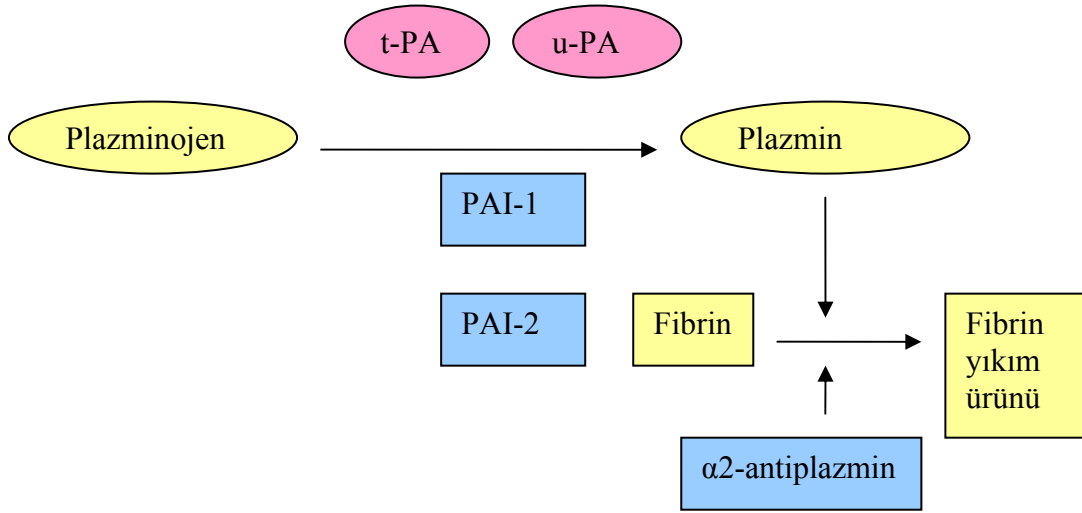 t-PA
u-PA
Plazminojen
Plazmin
PAI-1
PAI-2
Fibrin
Fibrin
yıkım
ürünü
α2-antiplazmin